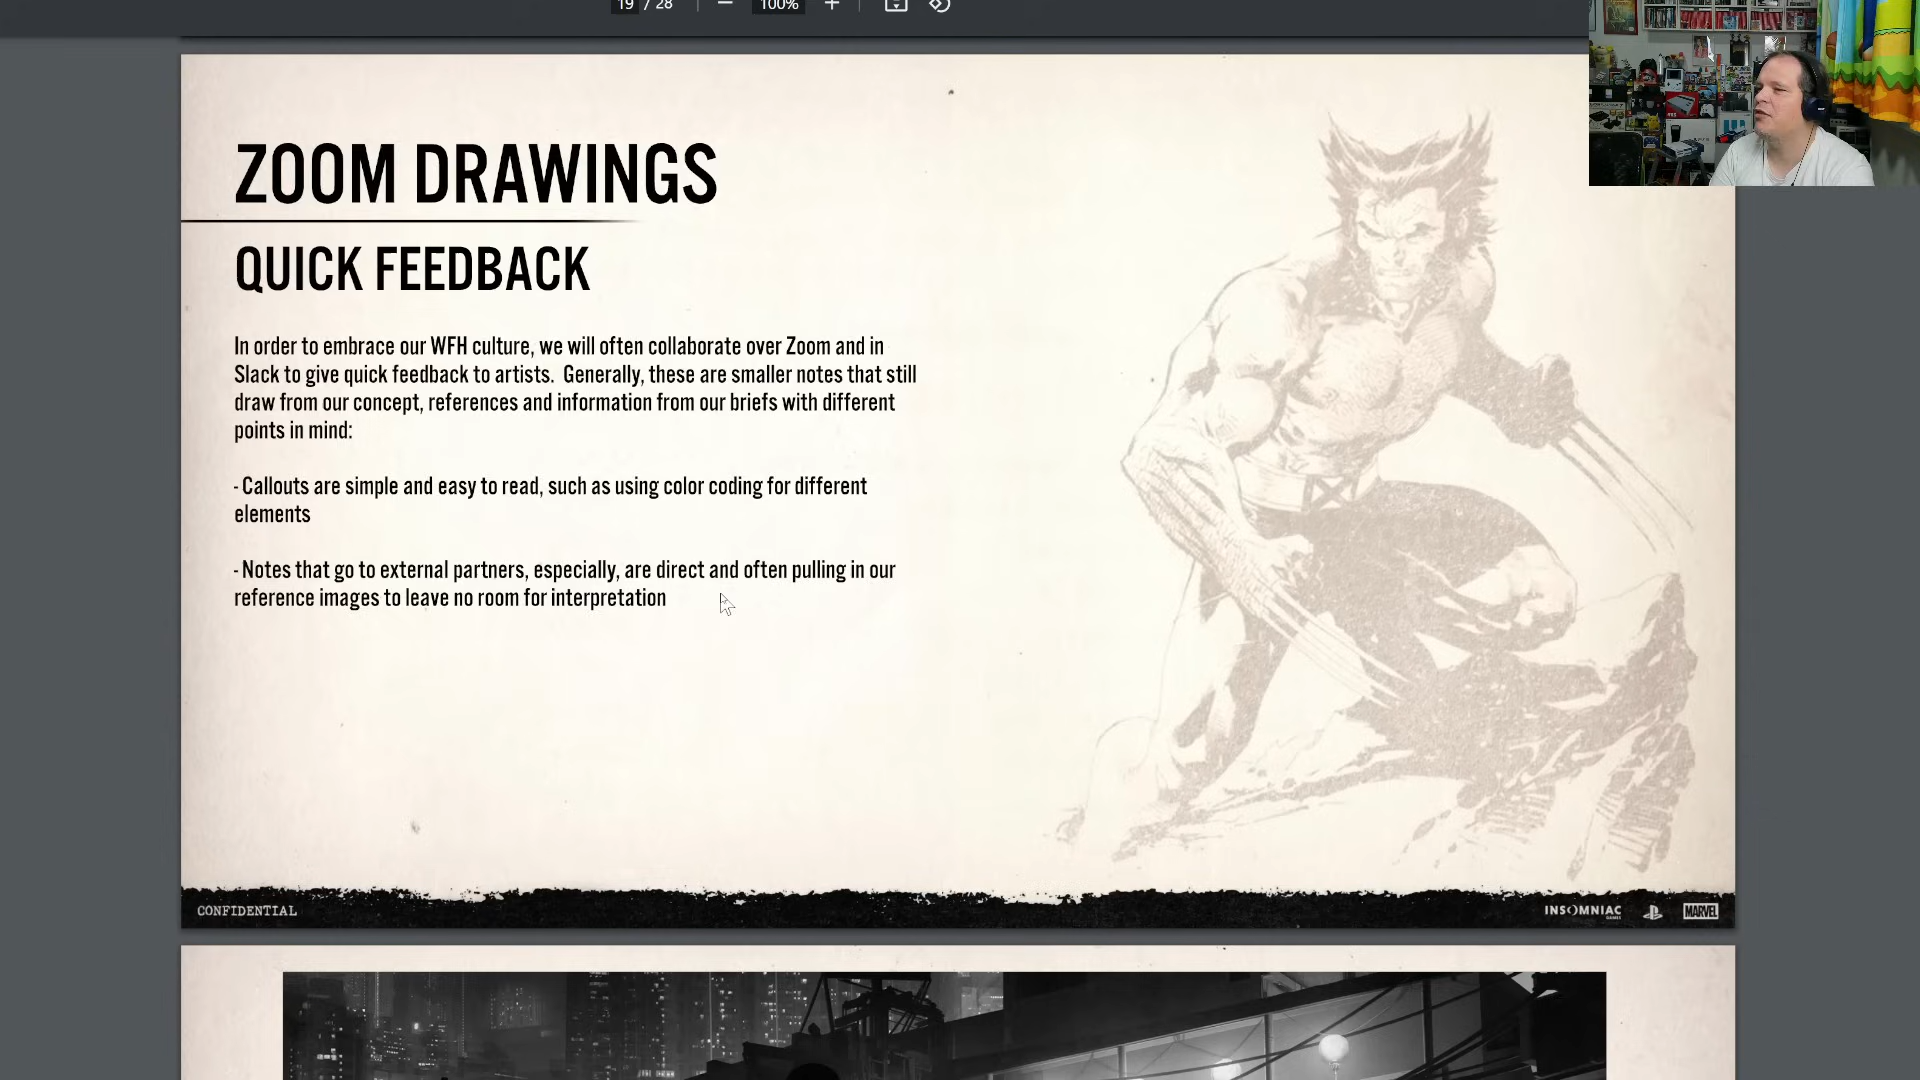 19 / 28
100%
ZOOM DRAWINGS
QUICK FEEDBACK
In order to embrace our WFH culture, we will often collaborate over Zoom and in
Slack to give quick feedback to artists.  Generally, these are smaller notes that still
draw from our concept, references and information from our briefs with different
points in mind:
- Callouts are simple and easy to read, such as using color coding for different
elements
- Notes that go to external partners, especially, are direct and often pulling in our
reference images to leave no room for interpretation
CONFIDENTIAL
INSOMNIAC
GAMES
MARVEL